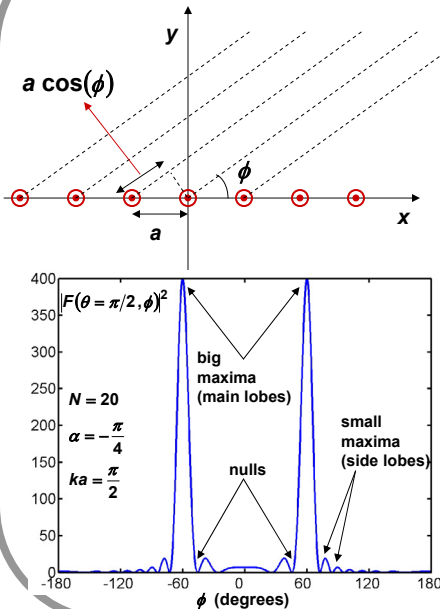 y
a cos(ϕ)
ϕ
a
x
400
350
300
250
200
150
100
50
0
|F(θ = π/2, ϕ)|²
big
maxima
(main lobes)
N = 20
α = −π/4
ka = π/2
small
maxima
(side lobes)
nulls
-180 -120 -60 0 60 120 180
ϕ (degrees)